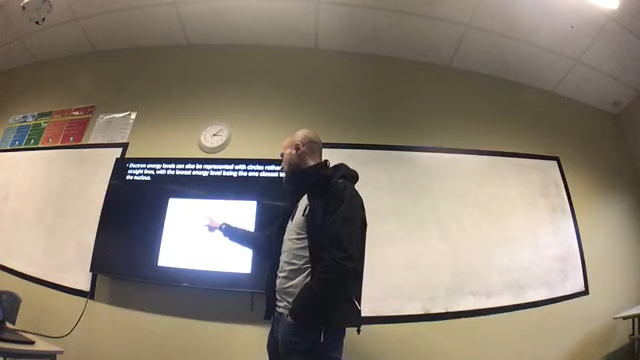 • Electron energy levels can also be represented with circles rather
straight lines, with the lowest energy level being the one closest to
the nucleus.